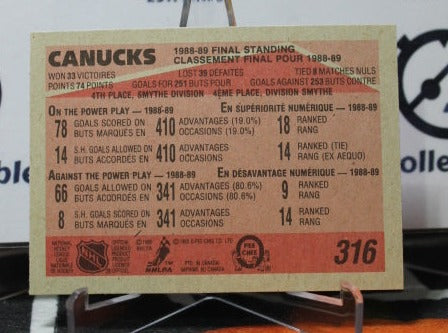 CANUCKS
1988-89 FINAL STANDING
CLASSEMENT FINAL POUR 1988-89
WON 33 VICTOIRES LOST 39 DÉFAITES TIED 8 MATCHES NULS
POINTS 74 POINTS GOALS FOR 251 BUTS POUR GOALS AGAINST 253 BUTS CONTRE
4TH PLACE, SMYTHE DIVISION - 4ÈME PLACE, DIVISION SMYTHE
ON THE POWER PLAY — 1988-89 EN SUPÉRIORITÉ NUMÉRIQUE — 1988-89
78 GOALS SCORED ON BUTS MARQUÉS EN 410 ADVANTAGES (19.0%) OCCASIONS (19.0%) 18 RANKED RANG
14 S.H. GOALS ALLOWED ON BUTS ACCORDÉS EN 410 ADVANTAGES OCCASIONS 14 RANKED (TIE) RANG (EX AEQUO)
AGAINST THE POWER PLAY — 1988-89 EN DÉSAVANTAGE NUMÉRIQUE — 1988-89
66 GOALS ALLOWED ON BUTS ACCORDÉS EN 341 ADVANTAGES (80.6%) OCCASIONS (80.6%) 9 RANKED RANG
8 S.H. GOALS SCORED ON BUTS MARQUÉS EN 341 ADVANTAGES OCCASIONS 14 RANKED RANG
NHL
NHLPA
O PEE CHEE
316